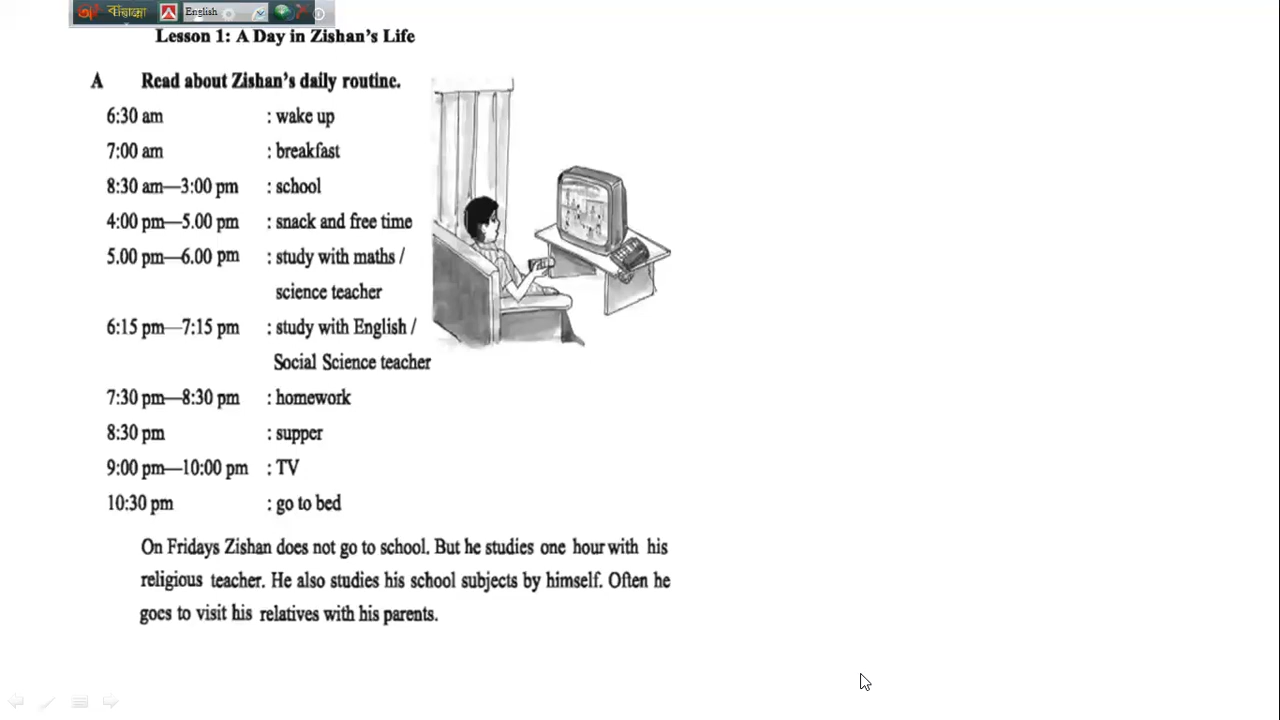 বাংলা
English
Lesson 1: A Day in Zishan's Life
A Read about Zishan's daily routine.
6:30 am : wake up
7:00 am : breakfast
8:30 am—3:00 pm : school
4:00 pm—5.00 pm : snack and free time
5.00 pm—6.00 pm : study with maths /
science teacher
6:15 pm—7:15 pm : study with English /
Social Science teacher
7:30 pm—8:30 pm : homework
8:30 pm : supper
9:00 pm—10:00 pm : TV
10:30 pm : go to bed
On Fridays Zishan does not go to school. But he studies one hour with his
religious teacher. He also studies his school subjects by himself. Often he
goes to visit his relatives with his parents.